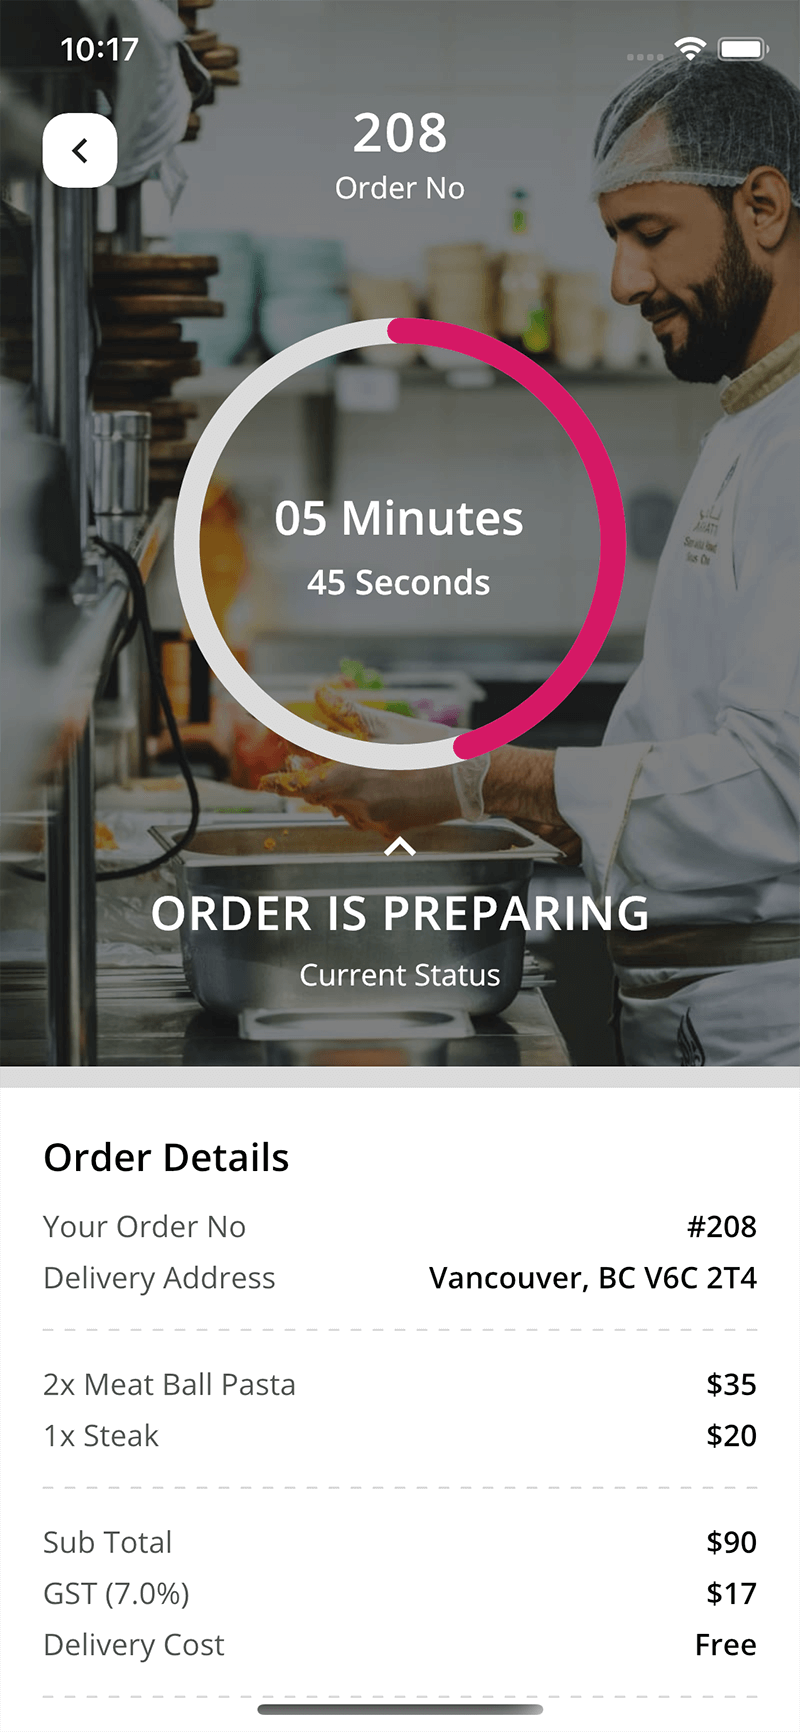 10:17
208
Order No
05 Minutes
45 Seconds
ORDER IS PREPARING
Current Status
Order Details
Your Order No #208
Delivery Address Vancouver, BC V6C 2T4
2x Meat Ball Pasta $35
1x Steak $20
Sub Total $90
GST (7.0%) $17
Delivery Cost Free